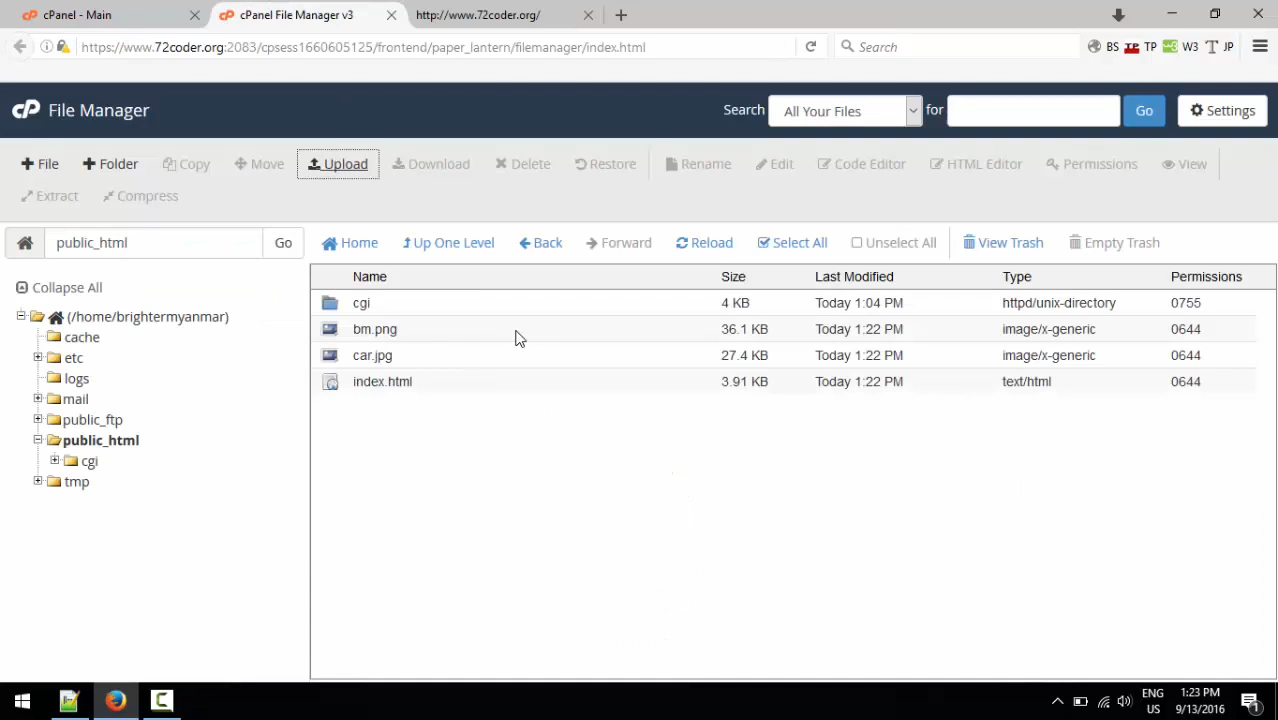 cPanel - Main
cPanel File Manager v3
http://www.72coder.org/
https://www.72coder.org:2083/cpsess1660605125/frontend/paper_lantern/filemanager/index.html
Search
BS TP W3 JP
cP File Manager
Search All Your Files for Go Settings
+ File + Folder Copy Move Upload Download Delete Restore Rename Edit Code Editor HTML Editor Permissions View
Extract Compress
public_html Go
Home Up One Level Back Forward Reload Select All Unselect All View Trash Empty Trash
Collapse All
(/home/brightermyanmar)
cache
etc
logs
mail
public_ftp
public_html
cgi
tmp
Name Size Last Modified Type Permissions
cgi 4 KB Today 1:04 PM httpd/unix-directory 0755
bm.png 36.1 KB Today 1:22 PM image/x-generic 0644
car.jpg 27.4 KB Today 1:22 PM image/x-generic 0644
index.html 3.91 KB Today 1:22 PM text/html 0644
ENG 1:23 PM
US 9/13/2016 1